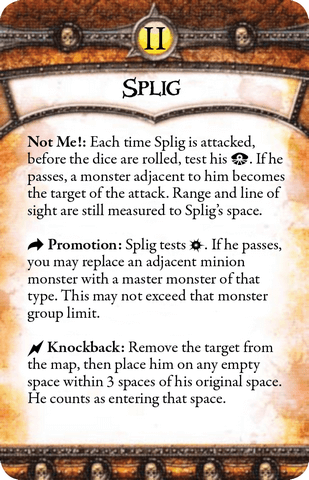 II
Splig
Not Me!: Each time Splig is attacked,
before the dice are rolled, test his . If he
passes, a monster adjacent to him becomes
the target of the attack. Range and line of
sight are still measured to Splig's space.
Promotion: Splig tests . If he passes,
you may replace an adjacent minion
monster with a master monster of that
type. This may not exceed that monster
group limit.
Knockback: Remove the target from
the map, then place him on any empty
space within 3 spaces of his original space.
He counts as entering that space.